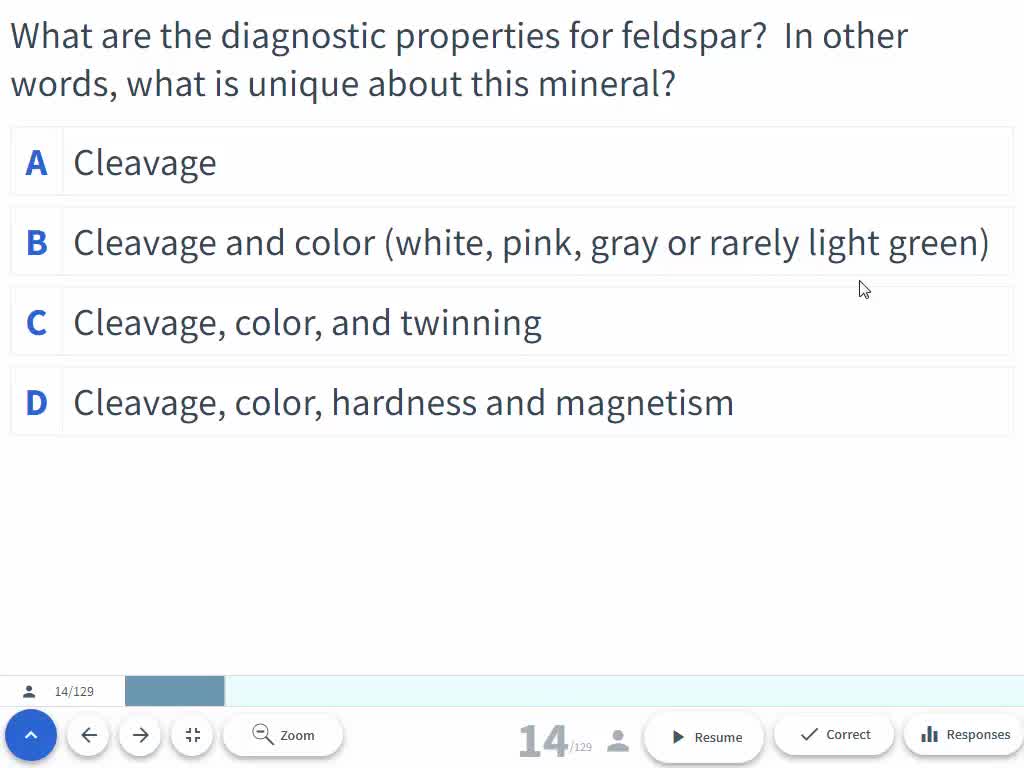 What are the diagnostic properties for feldspar?  In other
words, what is unique about this mineral?
A Cleavage
B Cleavage and color (white, pink, gray or rarely light green)
C Cleavage, color, and twinning
D Cleavage, color, hardness and magnetism
14/129
Zoom
14/129
Resume
Correct
Responses